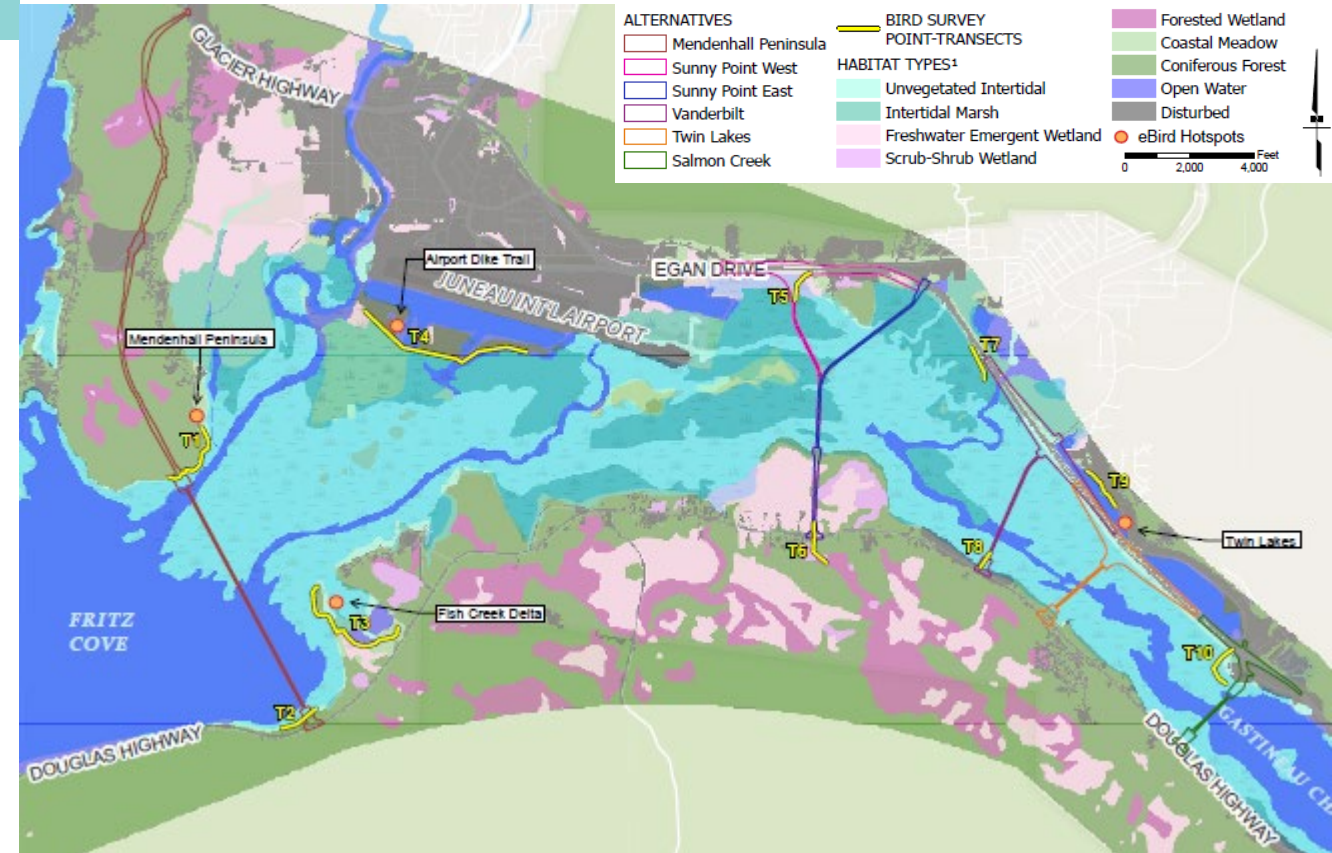 ALTERNATIVES
Mendenhall Peninsula
Sunny Point West
Sunny Point East
Vanderbilt
Twin Lakes
Salmon Creek
BIRD SURVEY
POINT-TRANSECTS
HABITAT TYPES¹
Unvegetated Intertidal
Intertidal Marsh
Freshwater Emergent Wetland
Scrub-Shrub Wetland
Forested Wetland
Coastal Meadow
Coniferous Forest
Open Water
Disturbed
eBird Hotspots
Feet
0 2,000 4,000
GLACIER HIGHWAY
Airport Dike Trail
EGAN DRIVE
JUNEAU INT'L AIRPORT
T5
T4
Mendenhall Peninsula
T7
T1
T9
Twin Lakes
T6
T8
Fish Creek Delta
T3
FRITZ
COVE
T10
T2
DOUGLAS HIGHWAY
GASTINEAU CH
DOUGLAS HIGHWAY